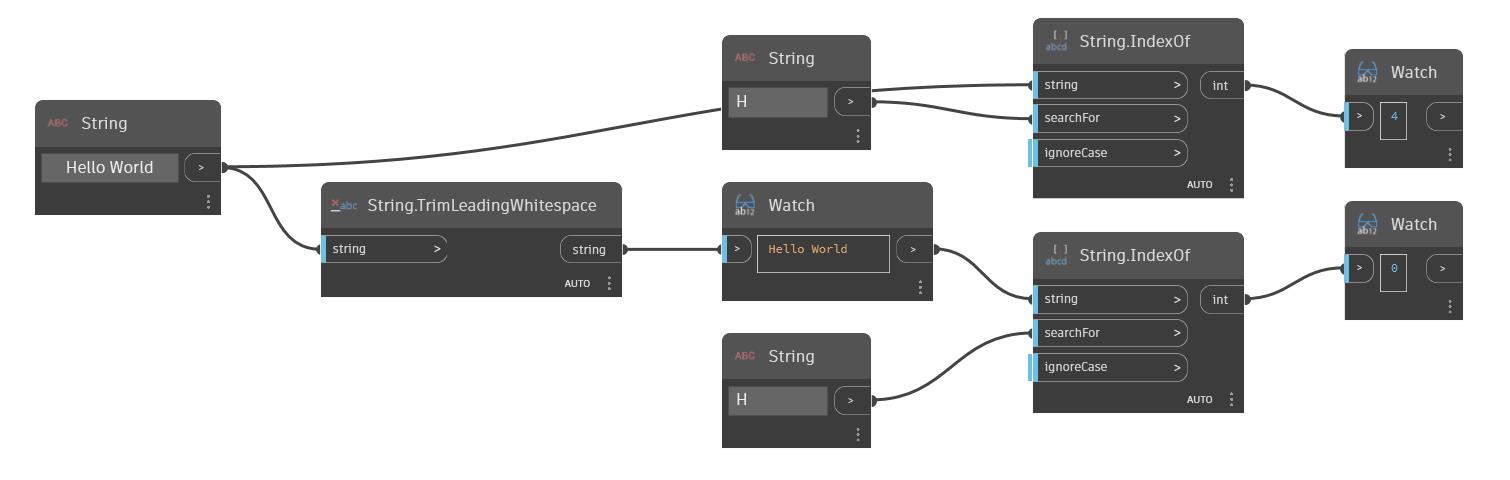 ABC String
Hello World >
abc String.TrimLeadingWhitespace
string > string
AUTO
ABC String
H >
ab12 Watch
> Hello World >
ABC String
H >
[ ] abcd String.IndexOf
string > int
searchFor >
ignoreCase >
AUTO
[ ] abcd String.IndexOf
string > int
searchFor >
ignoreCase >
AUTO
ab12 Watch
> 4 >
ab12 Watch
> 0 >